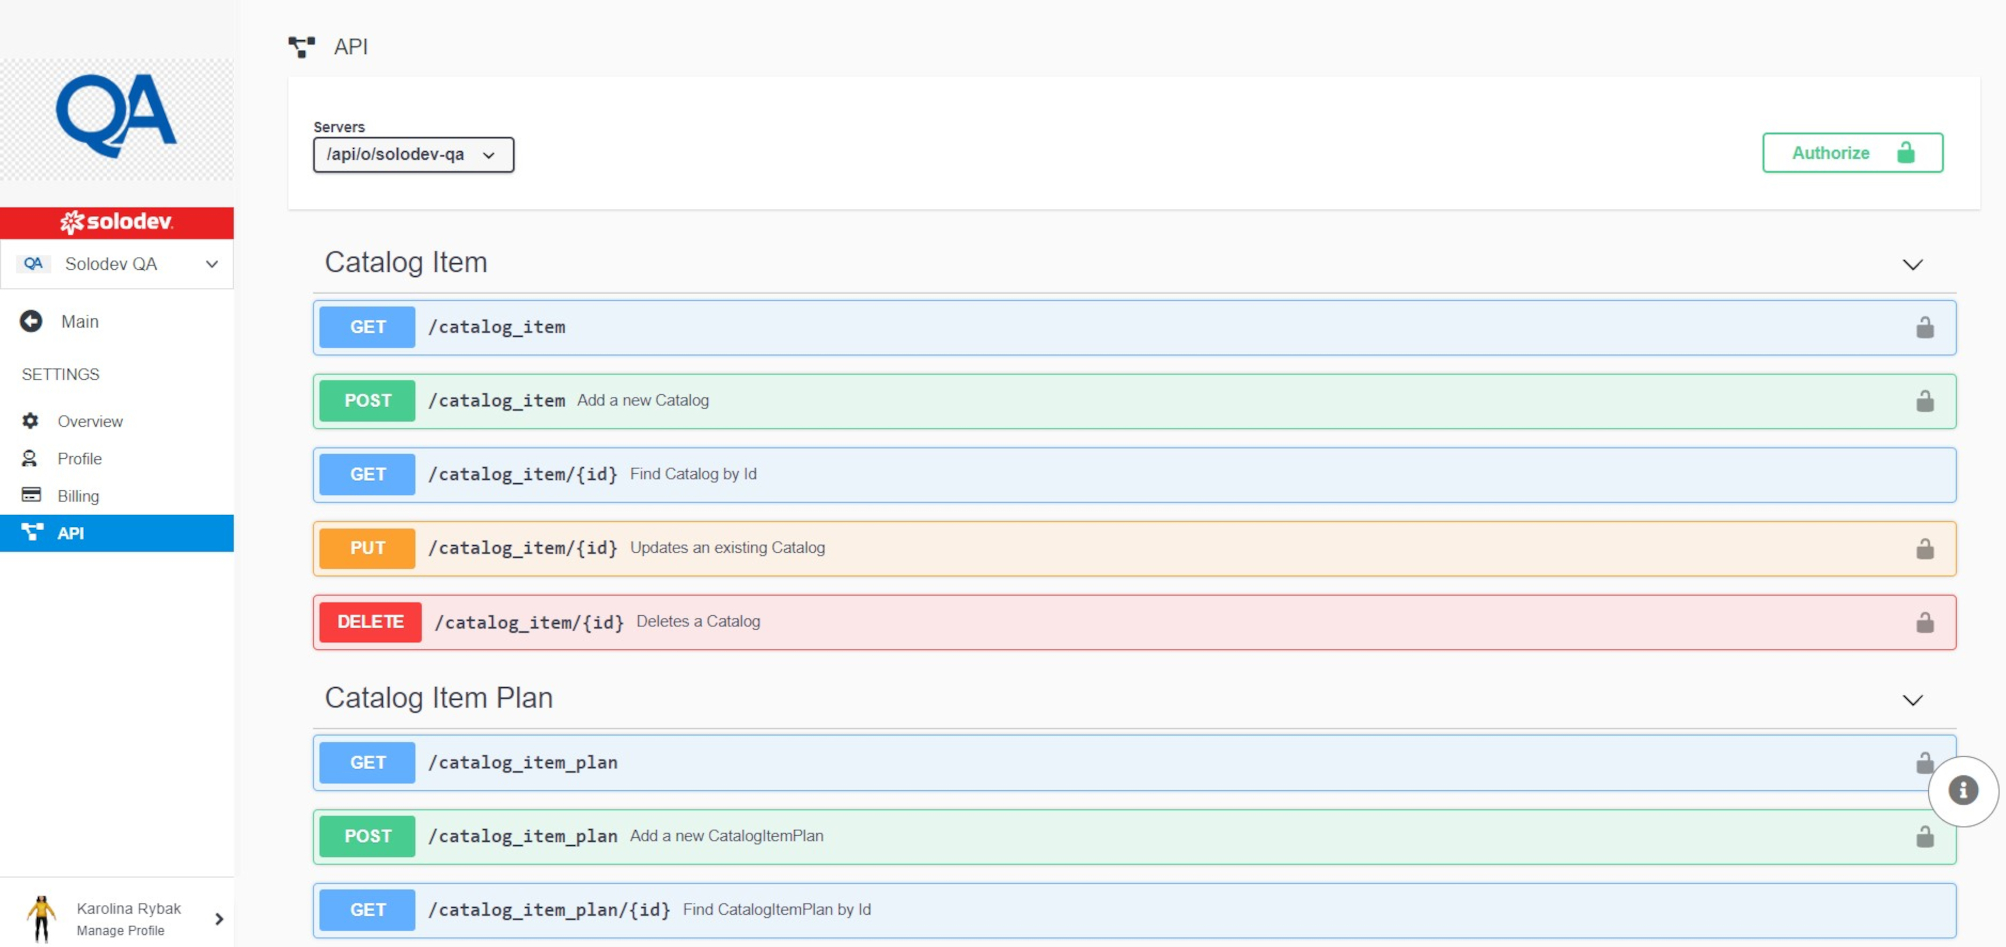 QA
solodev
QA Solodev QA
Main
SETTINGS
Overview
Profile
Billing
API
Karolina Rybak
Manage Profile
API
Servers
/api/o/solodev-qa
Authorize
Catalog Item
GET /catalog_item
POST /catalog_item Add a new Catalog
GET /catalog_item/{id} Find Catalog by Id
PUT /catalog_item/{id} Updates an existing Catalog
DELETE /catalog_item/{id} Deletes a Catalog
Catalog Item Plan
GET /catalog_item_plan
POST /catalog_item_plan Add a new CatalogItemPlan
GET /catalog_item_plan/{id} Find CatalogItemPlan by Id